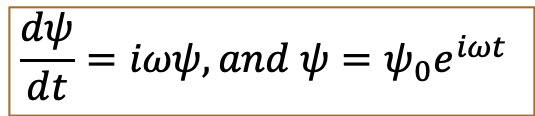 dψ/dt = iωψ, and ψ = ψ₀e^{iωt}